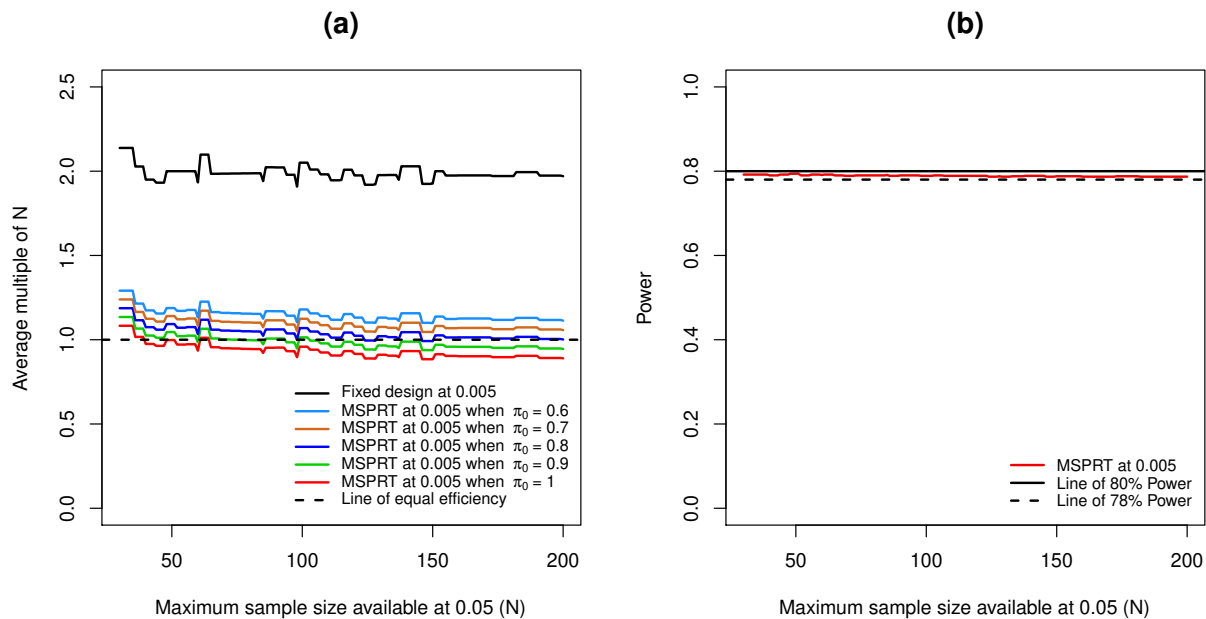 (a)
Average multiple of N
2.5
2.0
1.5
1.0
0.5
0.0
Fixed design at 0.005
MSPRT at 0.005 when π₀ = 0.6
MSPRT at 0.005 when π₀ = 0.7
MSPRT at 0.005 when π₀ = 0.8
MSPRT at 0.005 when π₀ = 0.9
MSPRT at 0.005 when π₀ = 1
Line of equal efficiency
50 100 150 200
Maximum sample size available at 0.05 (N)
(b)
Power
1.0
0.8
0.6
0.4
0.2
0.0
MSPRT at 0.005
Line of 80% Power
Line of 78% Power
50 100 150 200
Maximum sample size available at 0.05 (N)